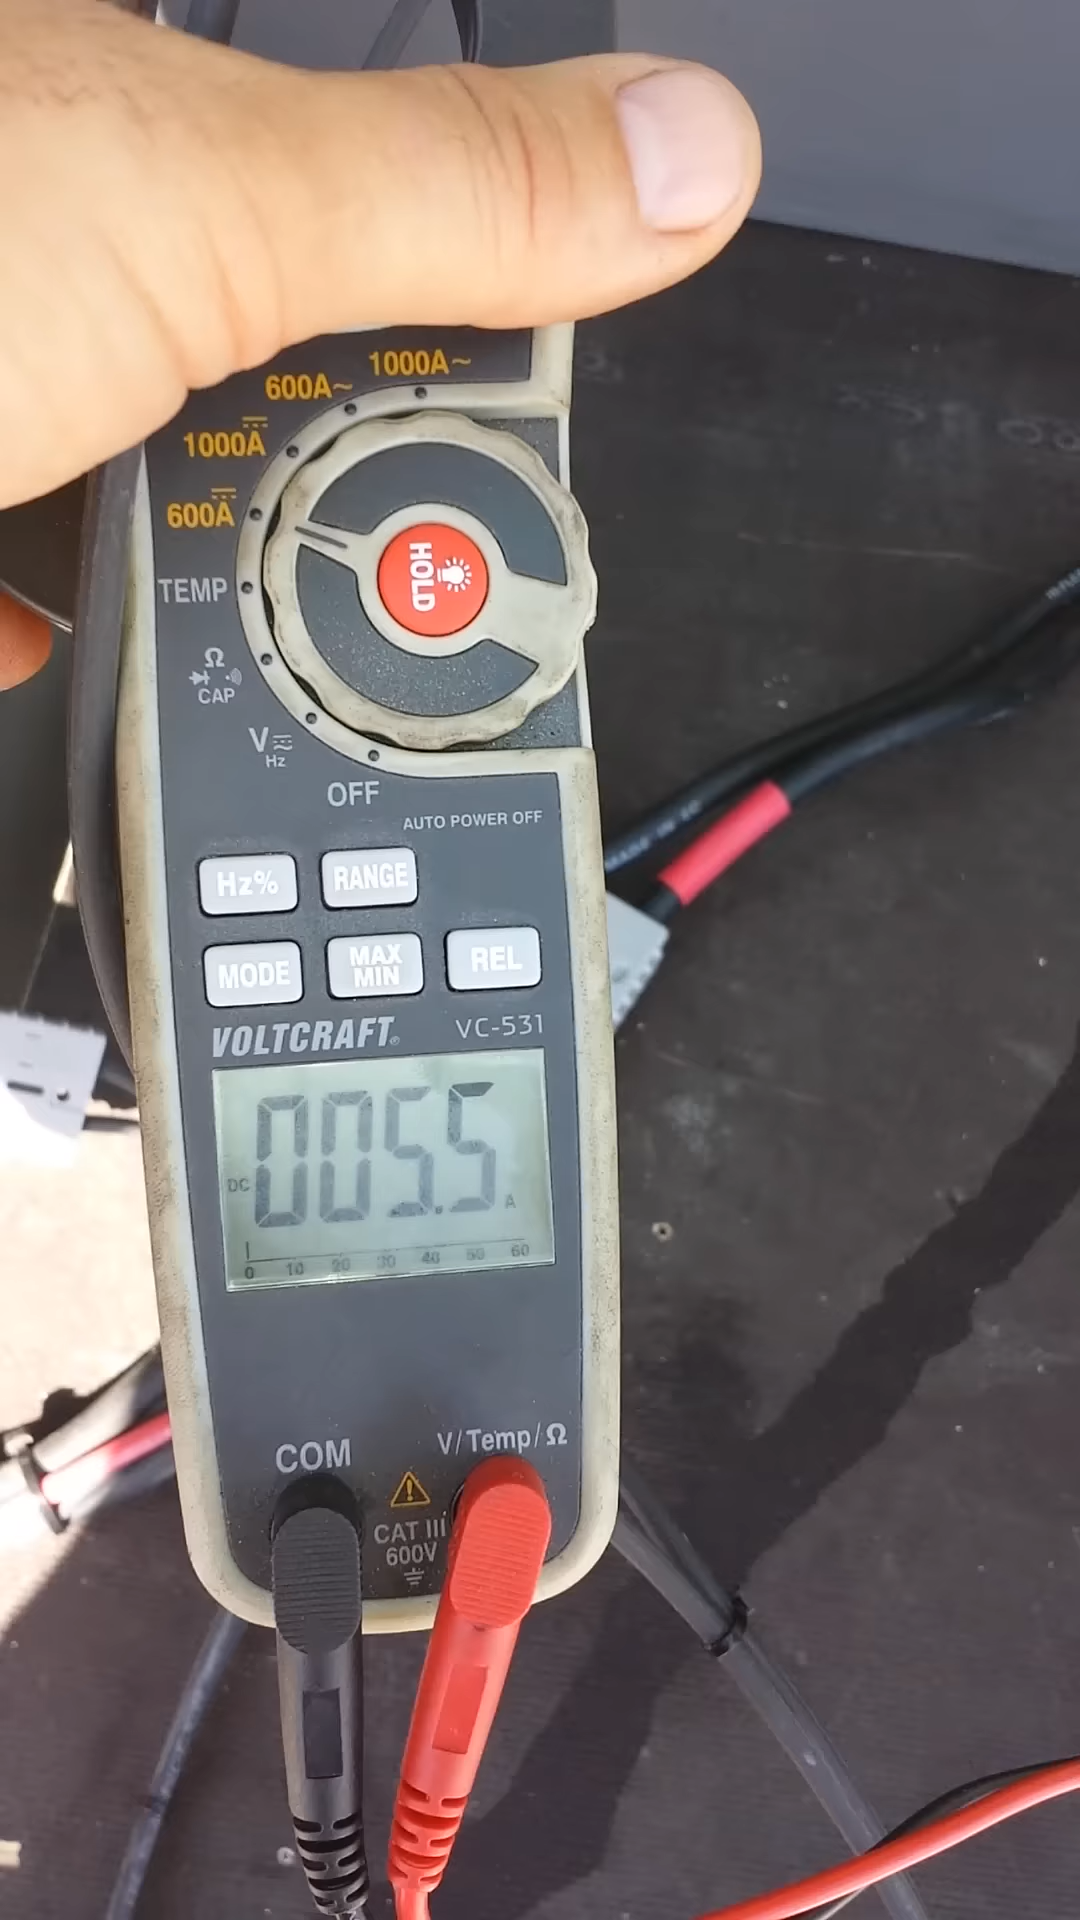 1000A~
600A~
1000A
600A
TEMP
Ω
CAP
V
Hz
OFF
HOLD
AUTO POWER OFF
Hz%
RANGE
MODE
MAX
MIN
REL
VOLTCRAFT®
VC-531
DC 005.5 A
0 10 20 30 40 50 60
COM
V/Temp/Ω
CAT III
600V